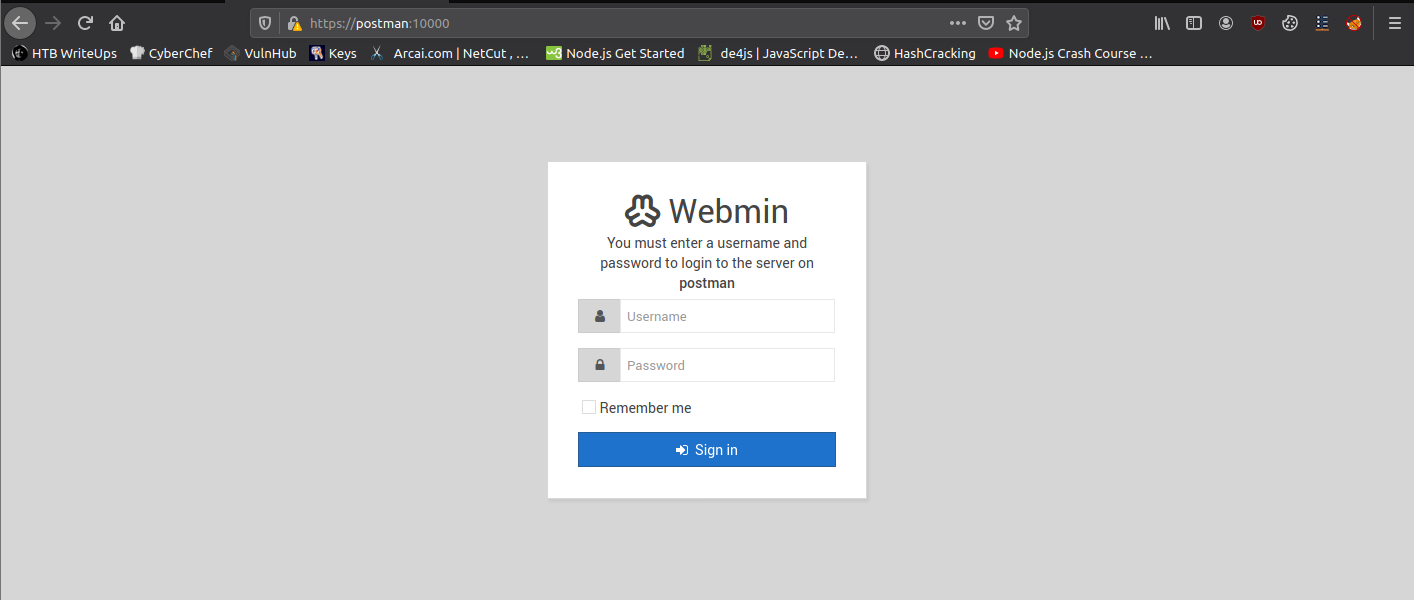 https://postman:10000
HTB WriteUps CyberChef VulnHub Keys Arcai.com | NetCut , ... Node.js Get Started de4js | JavaScript De... HashCracking Node.js Crash Course ...
Webmin
You must enter a username and
password to login to the server on
postman
Username
Password
Remember me
Sign in